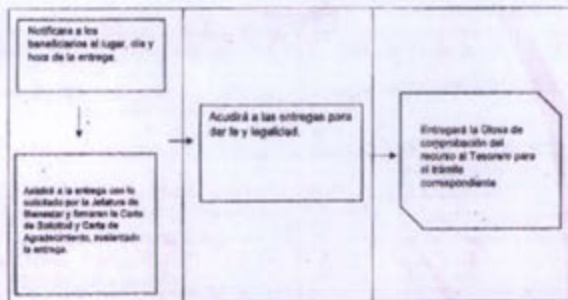 Notificara a los
beneficiarios el lugar, día y
hora de la entrega.
Asistirá a la entrega con lo
solicitado por la Jefatura de
Bienestar y firmaran la Carta
de Solicitud y Carta de
Agradecimiento, sustentado
la entrega.
Acudirá a las entregas para
dar fe y legalidad.
Entregará la Glosa de
comprobación del
recurso al Tesorero para
el trámite
correspondiente